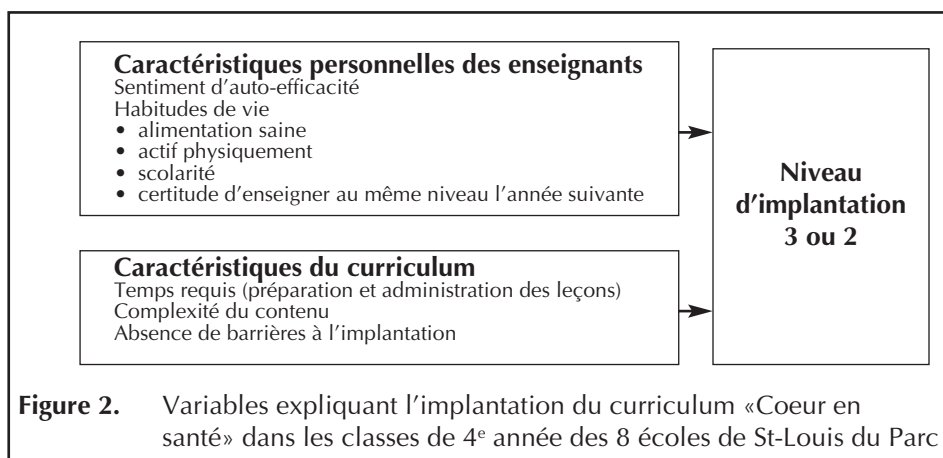 Caractéristiques personnelles des enseignants
Sentiment d'auto-efficacité
Habitudes de vie
• alimentation saine
• actif physiquement
• scolarité
• certitude d'enseigner au même niveau l'année suivante
Caractéristiques du curriculum
Temps requis (préparation et administration des leçons)
Complexité du contenu
Absence de barrières à l'implantation
Niveau
d'implantation
3 ou 2
Figure 2. Variables expliquant l'implantation du curriculum «Coeur en
santé» dans les classes de 4e année des 8 écoles de St-Louis du Parc